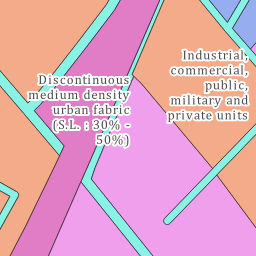 Discontinuous
medium density
urban fabric
(S.L. : 30% -
50%)
Industrial,
commercial,
public,
military and
private units